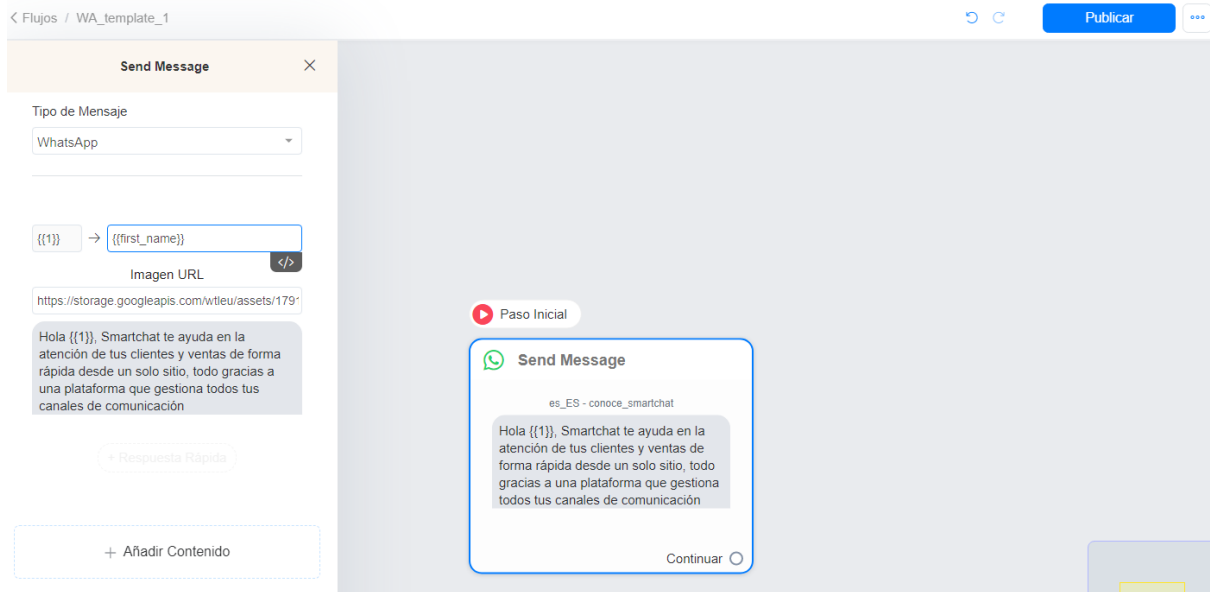 < Flujos / WA_template_1
Publicar
Send Message
Tipo de Mensaje
WhatsApp
{{1}} → {{first_name}}
</>
Imagen URL
https://storage.googleapis.com/wtleu/assets/1791
Hola {{1}}, Smartchat te ayuda en la
atención de tus clientes y ventas de forma
rápida desde un solo sitio, todo gracias a
una plataforma que gestiona todos tus
canales de comunicación
+ Respuesta Rápida
+ Añadir Contenido
Paso Inicial
Send Message
es_ES - conoce_smartchat
Hola {{1}}, Smartchat te ayuda en la
atención de tus clientes y ventas de
forma rápida desde un solo sitio, todo
gracias a una plataforma que gestiona
todos tus canales de comunicación
Continuar